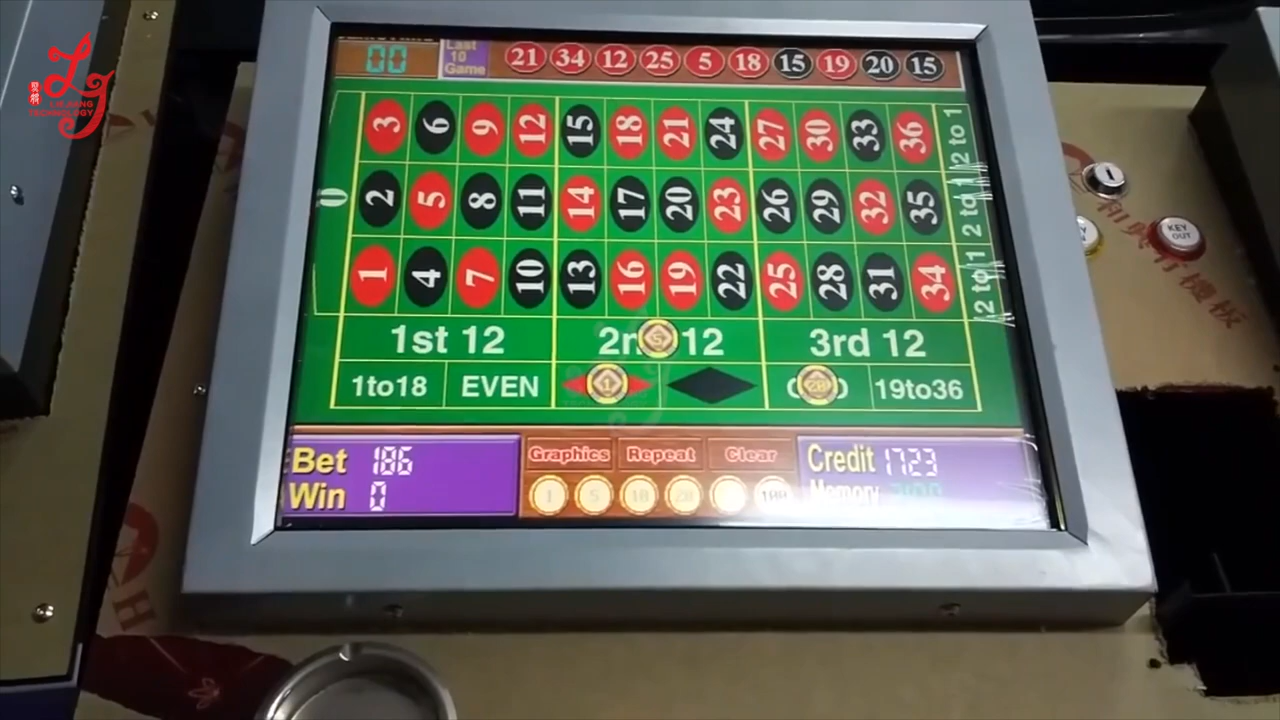 00
Last
10
Game
21 34 12 25 5 18 15 19 20 15
3 6 9 12 15 18 21 24 27 30 33 36 2 to 1
0 2 5 8 11 14 17 20 23 26 29 32 35 2 to 1
1 4 7 10 13 16 19 22 25 28 31 34 2 to 1
1st 12 5 12 3rd 12
1to18 EVEN 1 20 19to36
Bet 186
Win 0
Graphics Repeat Clear
1 5 10 20 100
Credit 1723
Memory
KEY
OUT
TECHNOLOGY